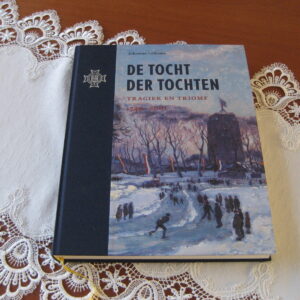 DE TOCHT
DER TOCHTEN
TRAGIEK EN TRIOMF